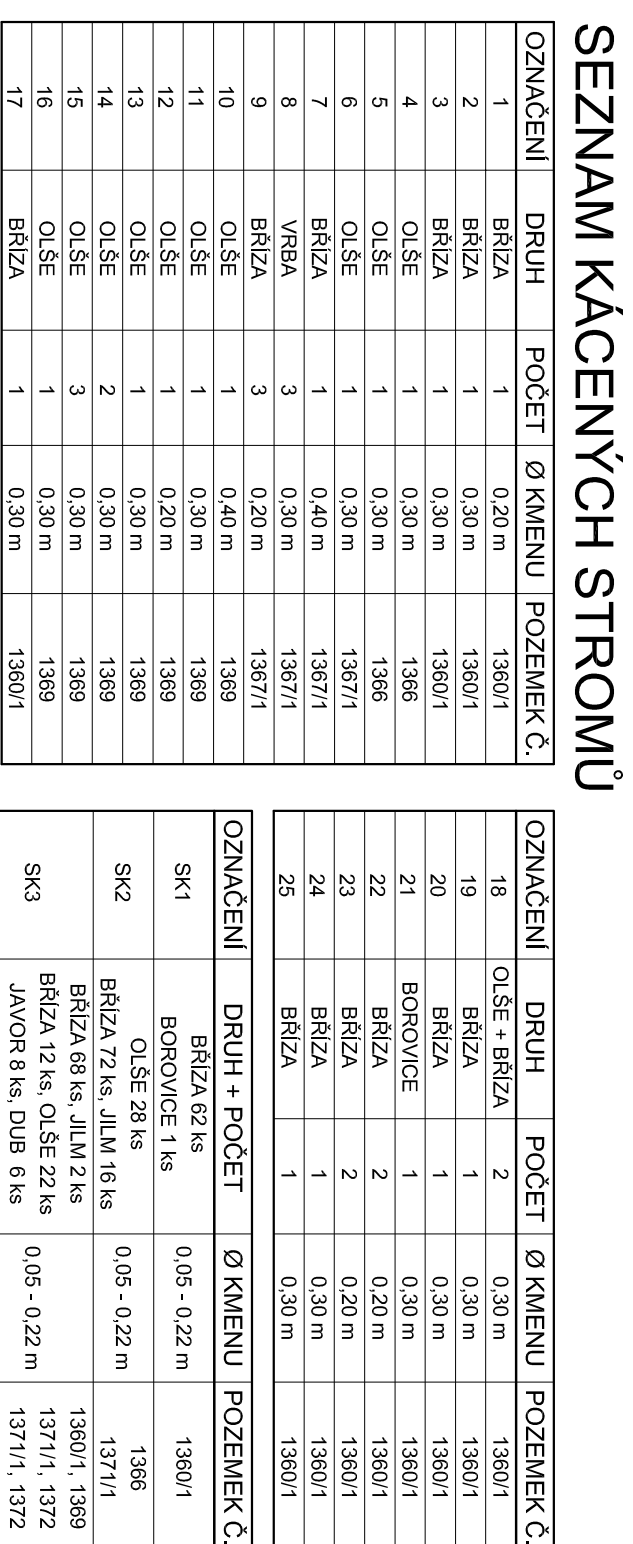 SEZNAM KÁCENÝCH STROMŮ
OZNAČENÍ DRUH POČET Ø KMENU POZEMEK Č.
1 BŘÍZA 1 0,20 m 1360/1
2 BŘÍZA 1 0,30 m 1360/1
3 BŘÍZA 1 0,30 m 1360/1
4 OLŠE 1 0,30 m 1366
5 OLŠE 1 0,30 m 1366
6 OLŠE 1 0,30 m 1367/1
7 BŘÍZA 1 0,40 m 1367/1
8 VRBA 3 0,30 m 1367/1
9 BŘÍZA 3 0,20 m 1367/1
10 OLŠE 1 0,40 m 1369
11 OLŠE 1 0,30 m 1369
12 OLŠE 1 0,20 m 1369
13 OLŠE 1 0,30 m 1369
14 OLŠE 2 0,30 m 1369
15 OLŠE 3 0,30 m 1369
16 OLŠE 1 0,30 m 1369
17 BŘÍZA 1 0,30 m 1360/1
OZNAČENÍ DRUH POČET Ø KMENU POZEMEK Č.
18 OLŠE + BŘÍZA 2 0,30 m 1360/1
19 BŘÍZA 1 0,30 m 1360/1
20 BŘÍZA 1 0,30 m 1360/1
21 BOROVICE 1 0,30 m 1360/1
22 BŘÍZA 2 0,20 m 1360/1
23 BŘÍZA 2 0,20 m 1360/1
24 BŘÍZA 1 0,30 m 1360/1
25 BŘÍZA 1 0,30 m 1360/1
OZNAČENÍ DRUH + POČET Ø KMENU POZEMEK Č.
SK1 BŘÍZA 62 ks 0,05 - 0,22 m 1360/1
BOROVICE 1 ks
SK2 OLŠE 28 ks 0,05 - 0,22 m 1366
BŘÍZA 72 ks, JILM 16 ks 1371/1
BŘÍZA 68 ks, JILM 2 ks 1360/1, 1369
SK3 BŘÍZA 12 ks, OLŠE 22 ks 0,05 - 0,22 m 1371/1, 1372
JAVOR 8 ks, DUB 6 ks 1371/1, 1372